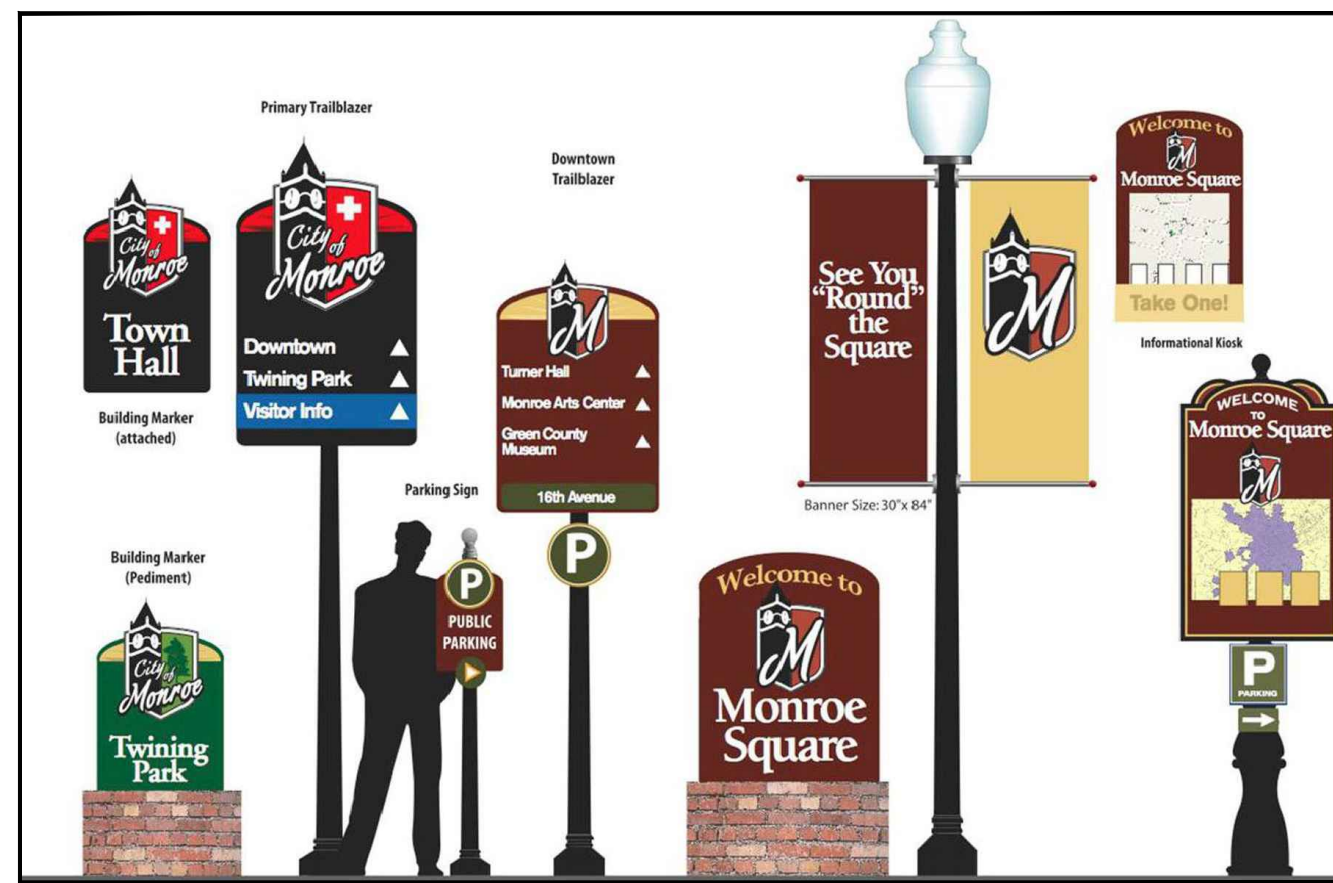 Primary Trailblazer
City of
Monroe
Downtown
Twining Park
Visitor Info
City of
Monroe
Town
Hall
Building Marker
(attached)
Building Marker
(Pediment)
City of
Monroe
Twining
Park
Parking Sign
P
PUBLIC
PARKING
Downtown
Trailblazer
M
Turner Hall
Monroe Arts Center
Green County
Museum
16th Avenue
P
Welcome to
M
Monroe
Square
See You
“Round”
the
Square
M
Banner Size: 30"x 84"
Welcome to
M
Monroe Square
Take One!
Informational Kiosk
WELCOME
TO
Monroe Square
M
P
PARKING